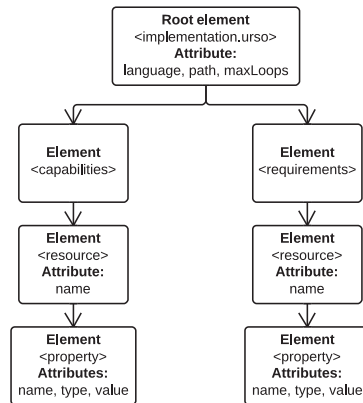 Root element
<implementation.urso>
Attribute:
language, path, maxLoops
Element
<capabilities>
Element
<requirements>
Element
<resource>
Attribute:
name
Element
<resource>
Attribute:
name
Element
<property>
Attributes:
name, type, value
Element
<property>
Attributes:
name, type, value